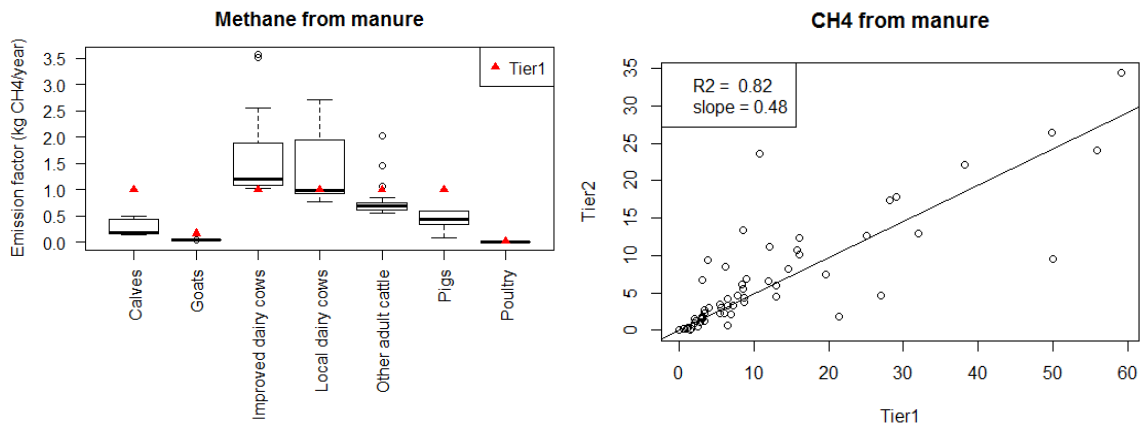 Methane from manure
Emission factor (kg CH4/year)
3.5
3.0
2.5
2.0
1.5
1.0
0.5
0.0
Tier1
Calves
Goats
Improved dairy cows
Local dairy cows
Other adult cattle
Pigs
Poultry
CH4 from manure
R2 = 0.82
slope = 0.48
Tier2
35
30
25
20
15
10
5
0
0 10 20 30 40 50 60
Tier1